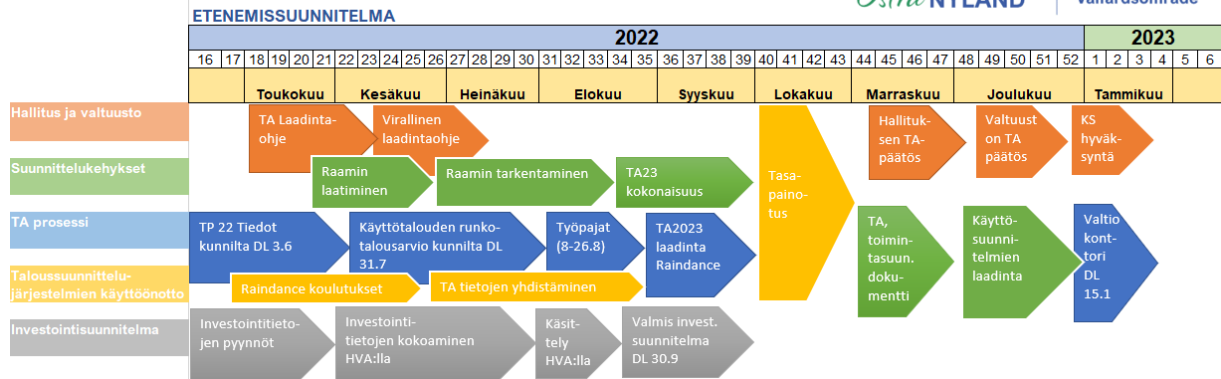 Östra NYLAND
välfärdsområde
ETENEMISSUUNNITELMA
2022 2023
16 17 18 19 20 21 22 23 24 25 26 27 28 29 30 31 32 33 34 35 36 37 38 39 40 41 42 43 44 45 46 47 48 49 50 51 52 1 2 3 4 5 6
Toukokuu Kesäkuu Heinäkuu Elokuu Syyskuu Lokakuu Marraskuu Joulukuu Tammikuu
Hallitus ja valtuusto
TA Laadinta-
ohje
Virallinen
laadintaohje
Hallituk-
sen TA-
päätös
Valtuust
on TA
päätös
KS
hyväk-
syntä
Suunnittelukehykset
Raamin
laatiminen
Raamin tarkentaminen
TA23
kokonaisuus
Tasa-
paino-
tus
TA prosessi
TP 22 Tiedot
kunnilta DL 3.6
Käyttötalouden runko-
talousarvio kunnilta DL
31.7
Työpajat
(8-26.8)
TA2023
laadinta
Raindance
TA,
toimin-
tasuun.
doku-
mentti
Käyttö-
suunni-
telmien
laadinta
Valtio
kont-
tori
DL
15.1
Taloussuunnittelu-
järjestelmien käyttöönotto
Raindance koulutukset
TA tietojen yhdistäminen
Investointisuunnitelma
Investointitieto-
jen pyynnöt
Investointi-
tietojen kokoaminen
HVA:lla
Käsit-
tely
HVA:lla
Valmis invest.
suunnitelma
DL 30.9